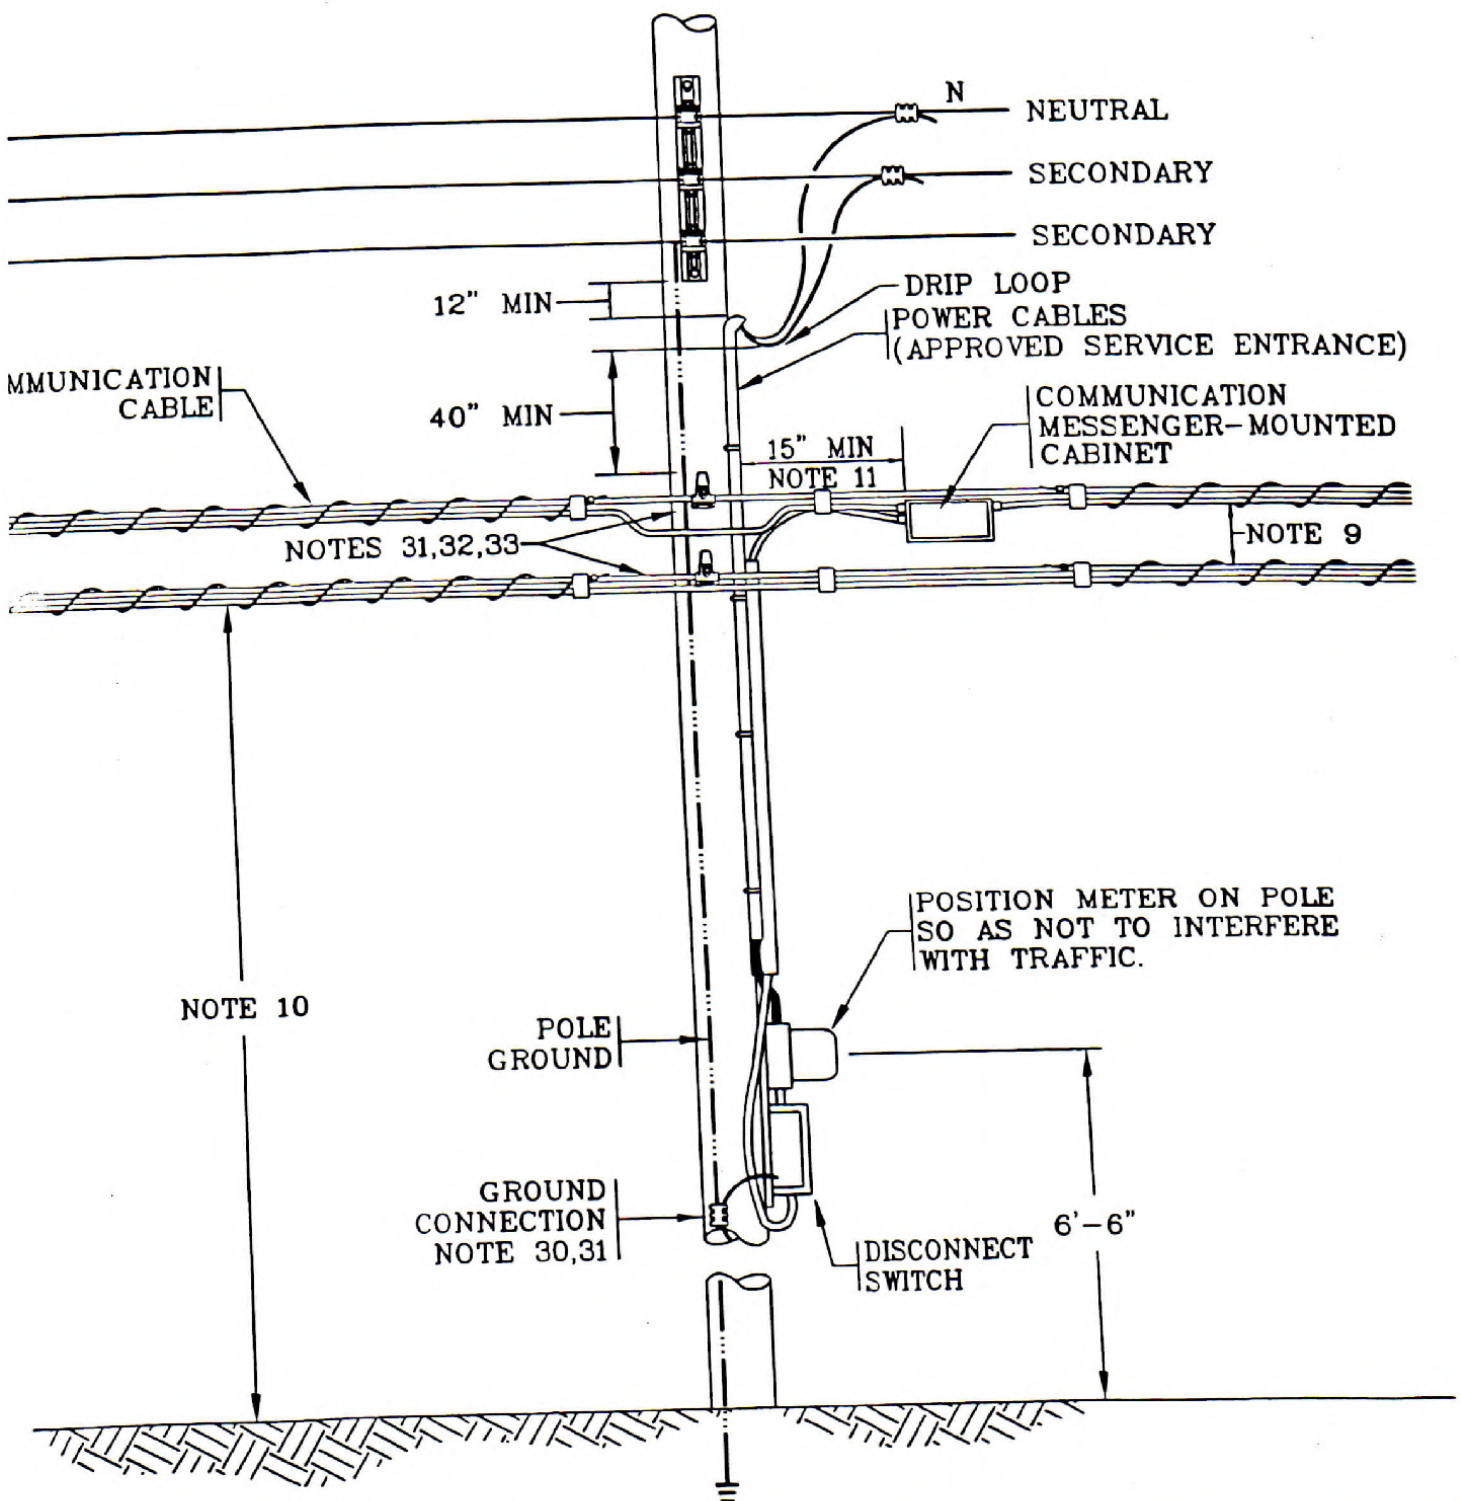 N
NEUTRAL
SECONDARY
SECONDARY
12" MIN
DRIP LOOP
POWER CABLES
(APPROVED SERVICE ENTRANCE)
MMUNICATION
CABLE
40" MIN
COMMUNICATION
MESSENGER-MOUNTED
CABINET
15" MIN
NOTE 11
NOTES 31,32,33
NOTE 9
POSITION METER ON POLE
SO AS NOT TO INTERFERE
WITH TRAFFIC.
NOTE 10
POLE
GROUND
GROUND
CONNECTION
NOTE 30,31
6'-6"
DISCONNECT
SWITCH